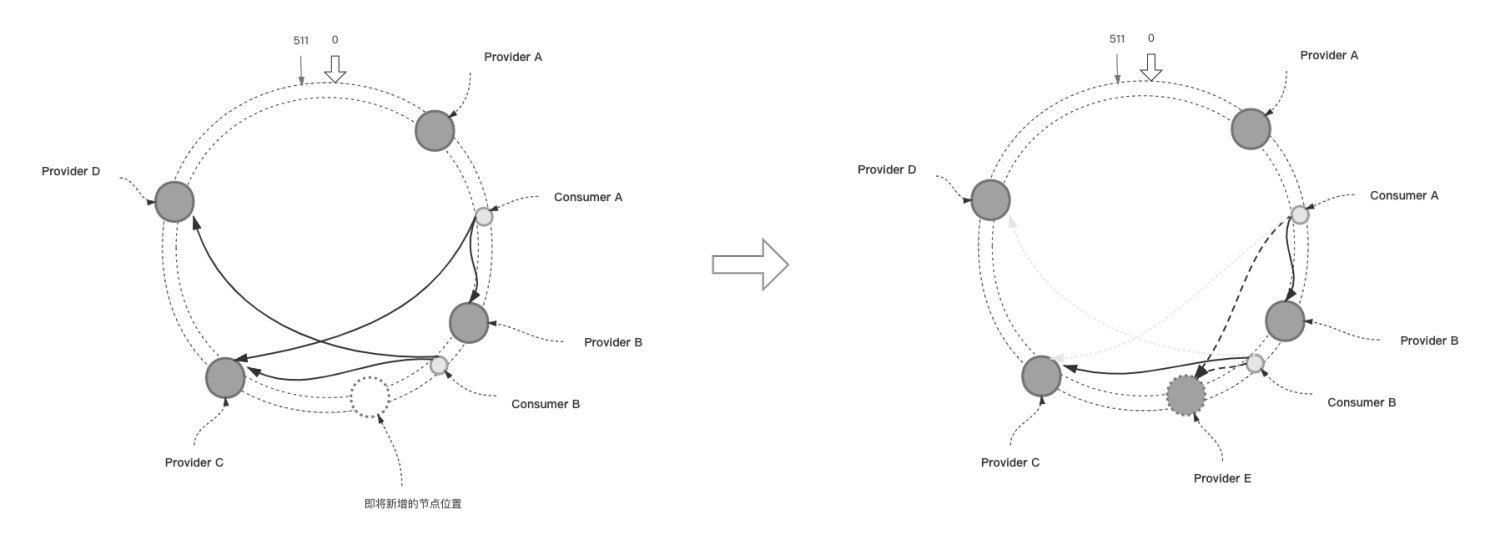 511
0
Provider A
Provider D
Consumer A
Provider B
Consumer B
Provider C
即将新增的节点位置
511
0
Provider A
Provider D
Consumer A
Provider B
Consumer B
Provider C
Provider E